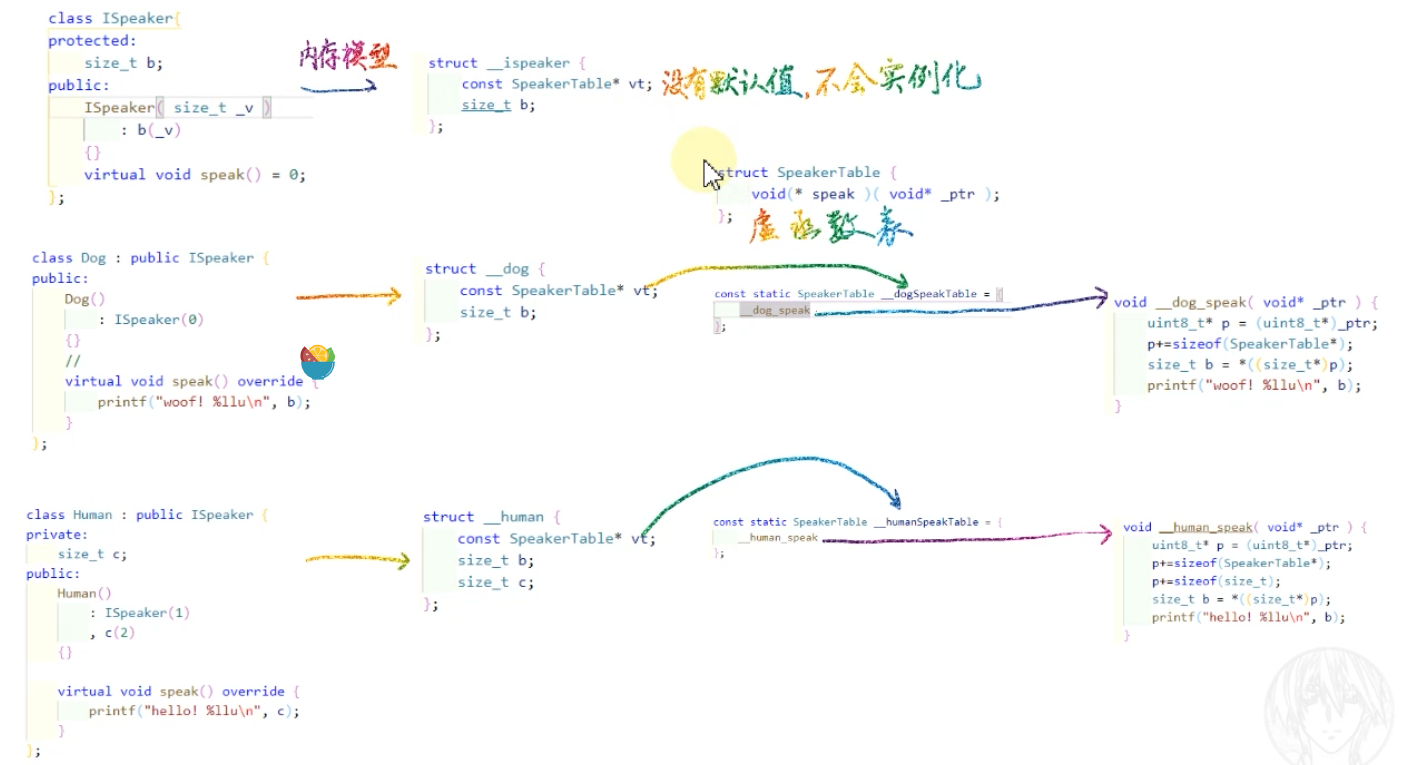 class ISpeaker{
protected:
size_t b;
public:
ISpeaker( size_t _v )
: b(_v)
{}
virtual void speak() = 0;
};
内存模型
struct __ispeaker {
const SpeakerTable* vt;
size_t b;
};
没有默认值,不会实例化
struct SpeakerTable {
void(* speak )( void* _ptr );
};
虚函数表
class Dog : public ISpeaker {
public:
Dog()
: ISpeaker(0)
{}
//
virtual void speak() override {
printf("woof! %llu\n", b);
}
};
struct __dog {
const SpeakerTable* vt;
size_t b;
};
const static SpeakerTable __dogSpeakTable = {
__dog_speak
};
void __dog_speak( void* _ptr ) {
uint8_t* p = (uint8_t*)_ptr;
p+=sizeof(SpeakerTable*);
size_t b = *((size_t*)p);
printf("woof! %llu\n", b);
}
class Human : public ISpeaker {
private:
size_t c;
public:
Human()
: ISpeaker(1)
, c(2)
{}
virtual void speak() override {
printf("hello! %llu\n", c);
}
};
struct __human {
const SpeakerTable* vt;
size_t b;
size_t c;
};
const static SpeakerTable __humanSpeakTable = {
__human_speak
};
void __human_speak( void* _ptr ) {
uint8_t* p = (uint8_t*)_ptr;
p+=sizeof(SpeakerTable*);
p+=sizeof(size_t);
size_t b = *((size_t*)p);
printf("hello! %llu\n", b);
}